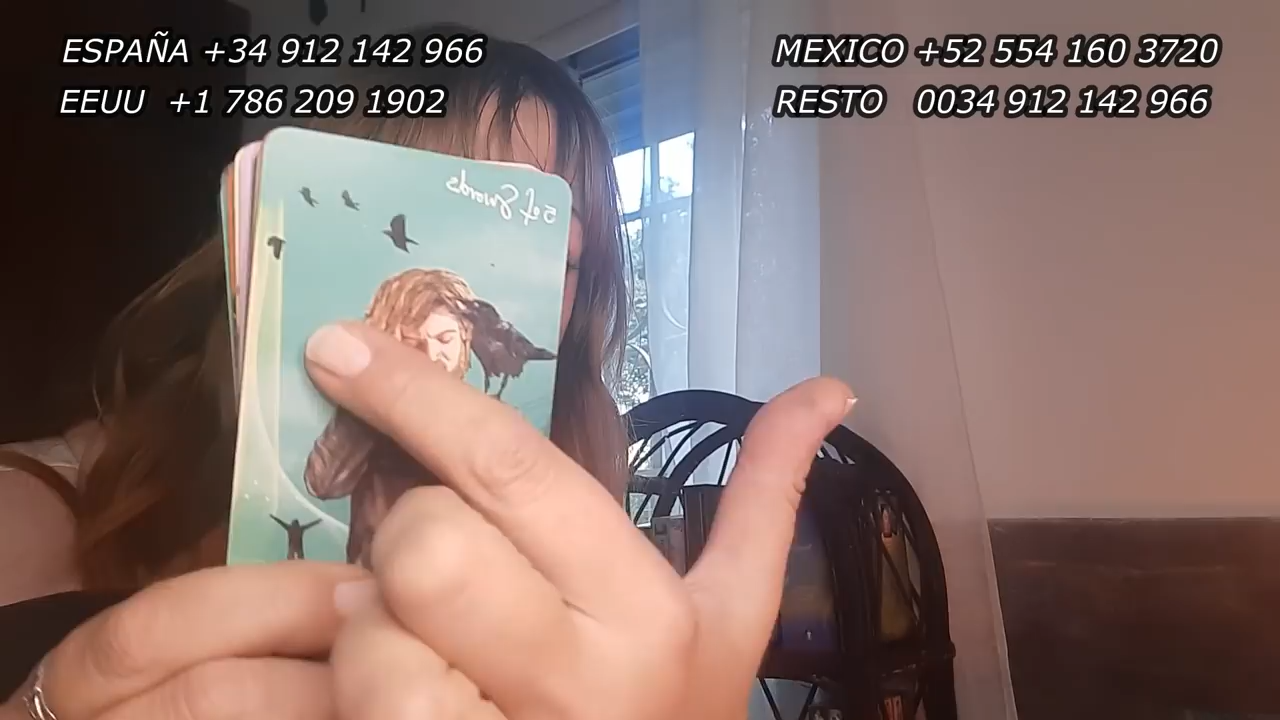 ESPAÑA +34 912 142 966
EEUU +1 786 209 1902
MEXICO +52 554 160 3720
RESTO 0034 912 142 966
5 of Swords